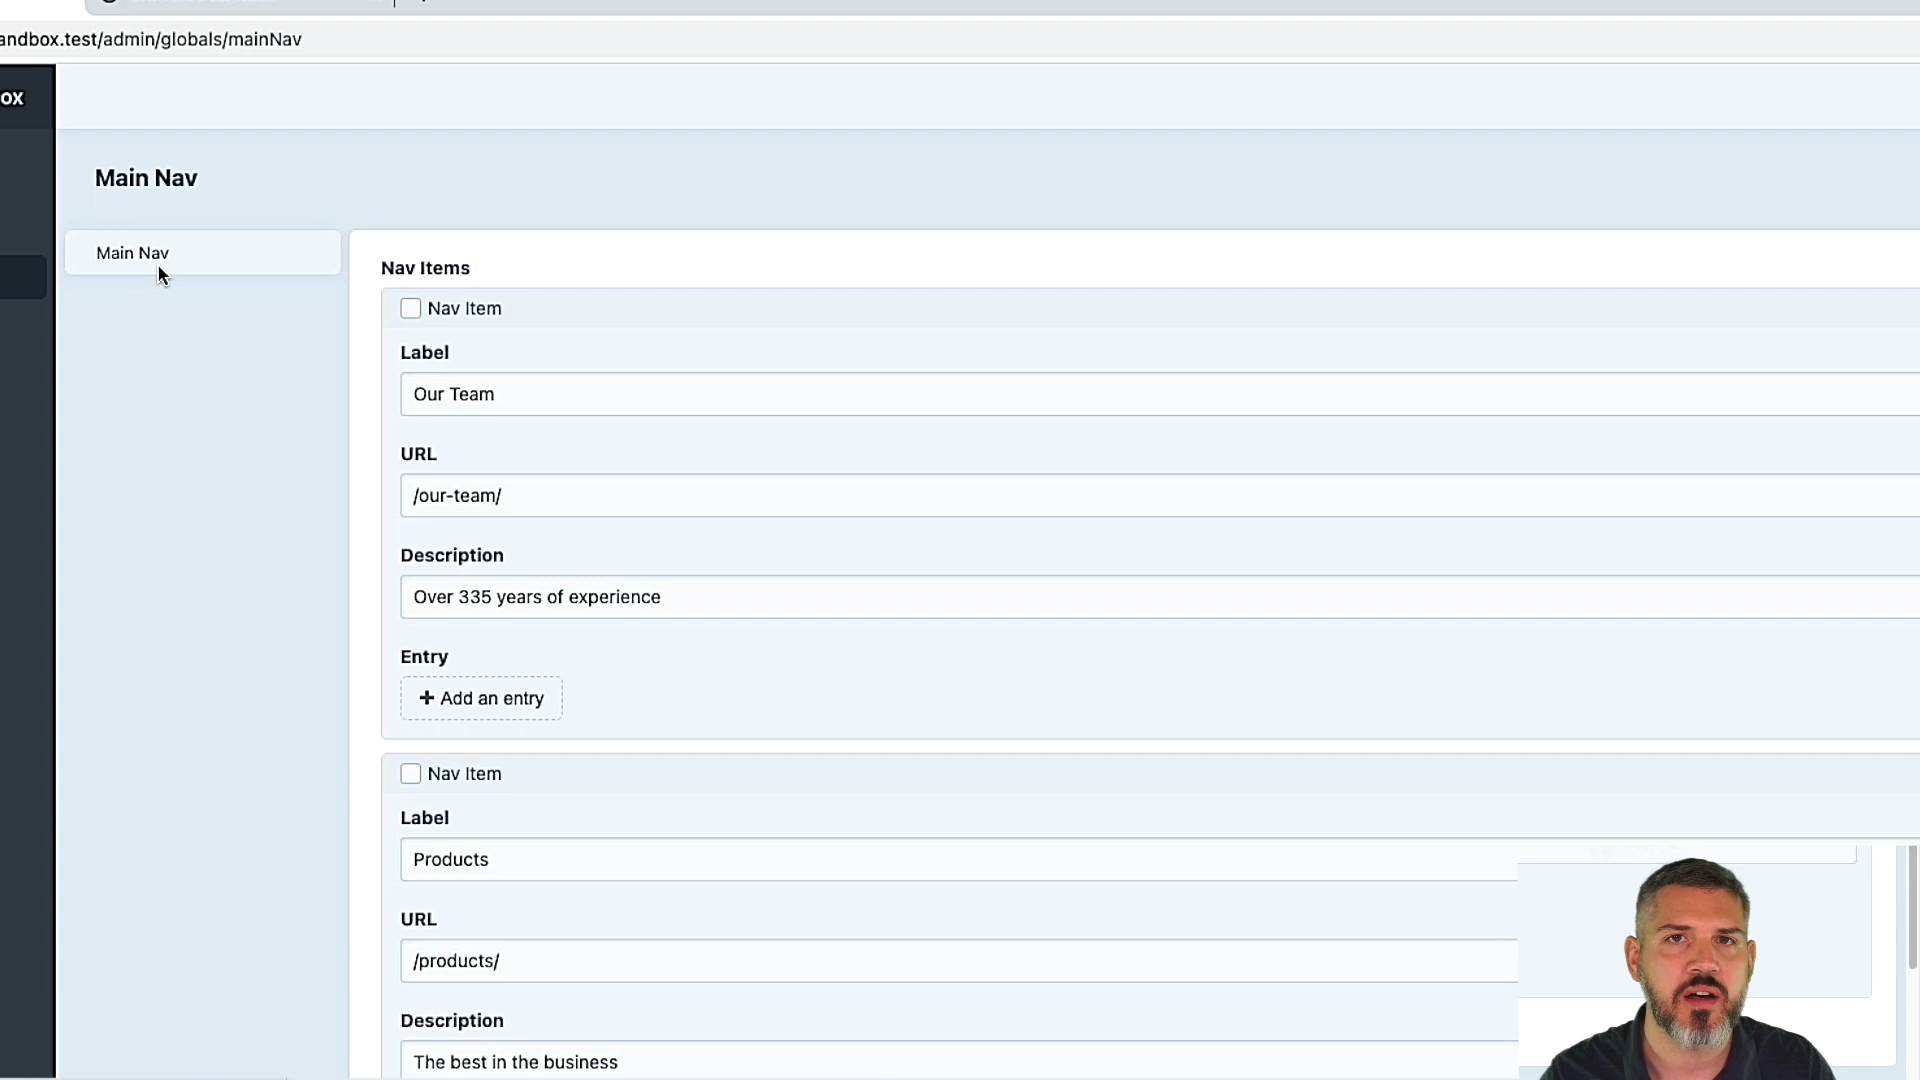 andbox.test/admin/globals/mainNav
ox
Main Nav
Main Nav
Nav Items
Nav Item
Label
Our Team
URL
/our-team/
Description
Over 335 years of experience
Entry
+ Add an entry
Nav Item
Label
Products
URL
/products/
Description
The best in the business